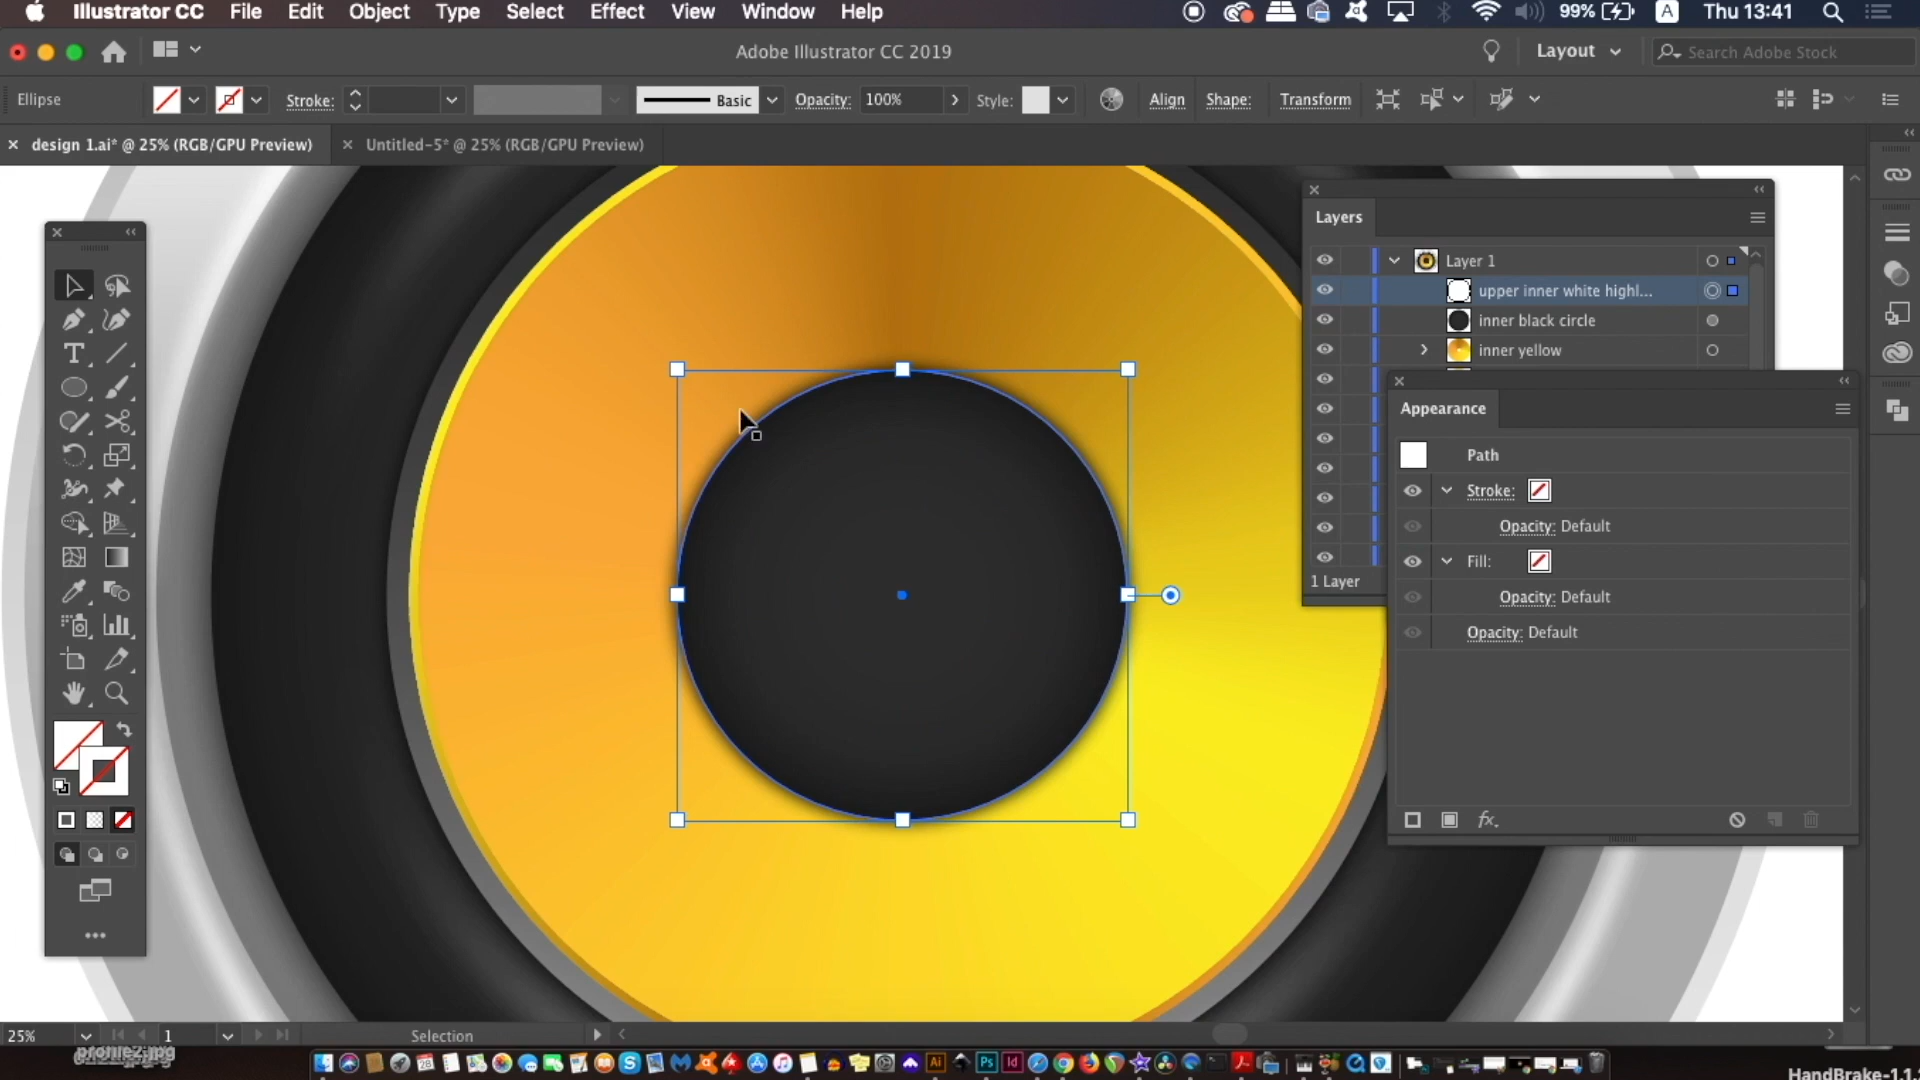 Illustrator CC File Edit Object Type Select Effect View Window Help 99% A Thu 13:41
Adobe Illustrator CC 2019 Layout Search Adobe Stock
Ellipse Stroke: Basic Opacity: 100% Style: Align Shape: Transform
design 1.ai* @ 25% (RGB/GPU Preview) Untitled-5* @ 25% (RGB/GPU Preview)
Layers
Layer 1
upper inner white highl...
inner black circle
inner yellow
1 Layer
Appearance
Path
Stroke:
Opacity: Default
Fill:
Opacity: Default
Opacity: Default
fx.
25% 1 Selection
HandBrake-1.1.